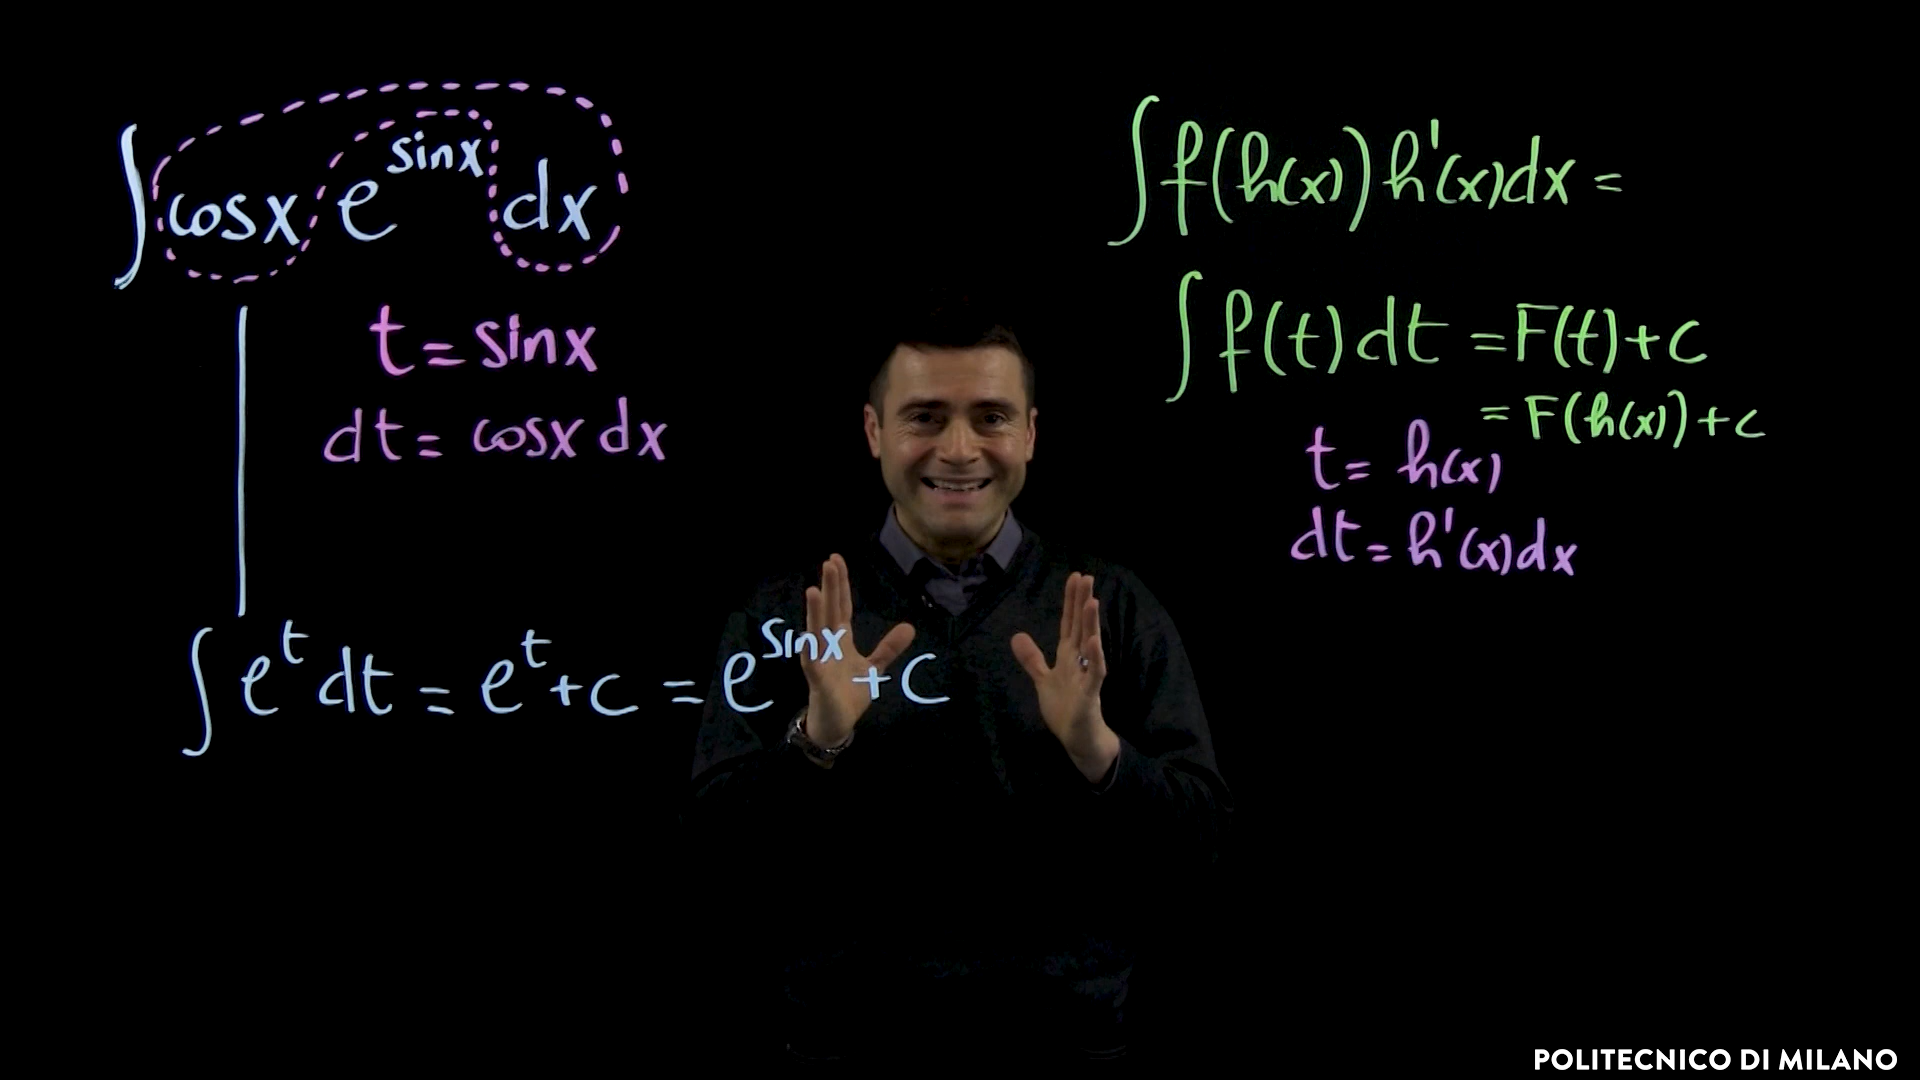 ∫ cosx e^sinx dx
t = sinx
dt = cosx dx
∫ e^t dt = e^t + c = e^sinx + c
∫ f(h(x)) h'(x) dx =
∫ f(t) dt = F(t) + c
= F(h(x)) + c
t = h(x)
dt = h'(x) dx
POLITECNICO DI MILANO